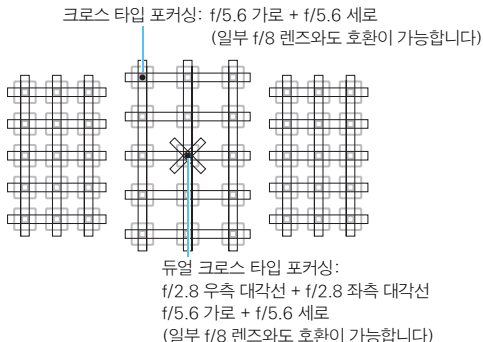 크로스 타입 포커싱: f/5.6 가로 + f/5.6 세로
(일부 f/8 렌즈와도 호환이 가능합니다)
듀얼 크로스 타입 포커싱:
f/2.8 우측 대각선 + f/2.8 좌측 대각선
f/5.6 가로 + f/5.6 세로
(일부 f/8 렌즈와도 호환이 가능합니다)